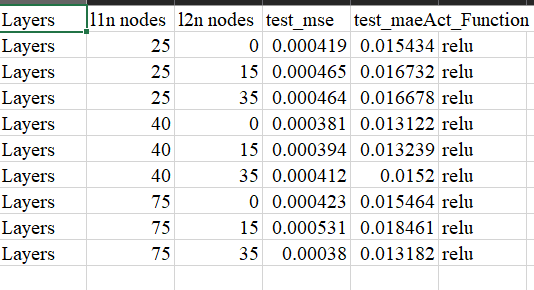 Layers l1n nodes l2n nodes test_mse test_maeAct_Function
Layers 25 0 0.000419 0.015434 relu
Layers 25 15 0.000465 0.016732 relu
Layers 25 35 0.000464 0.016678 relu
Layers 40 0 0.000381 0.013122 relu
Layers 40 15 0.000394 0.013239 relu
Layers 40 35 0.000412 0.0152 relu
Layers 75 0 0.000423 0.015464 relu
Layers 75 15 0.000531 0.018461 relu
Layers 75 35 0.00038 0.013182 relu